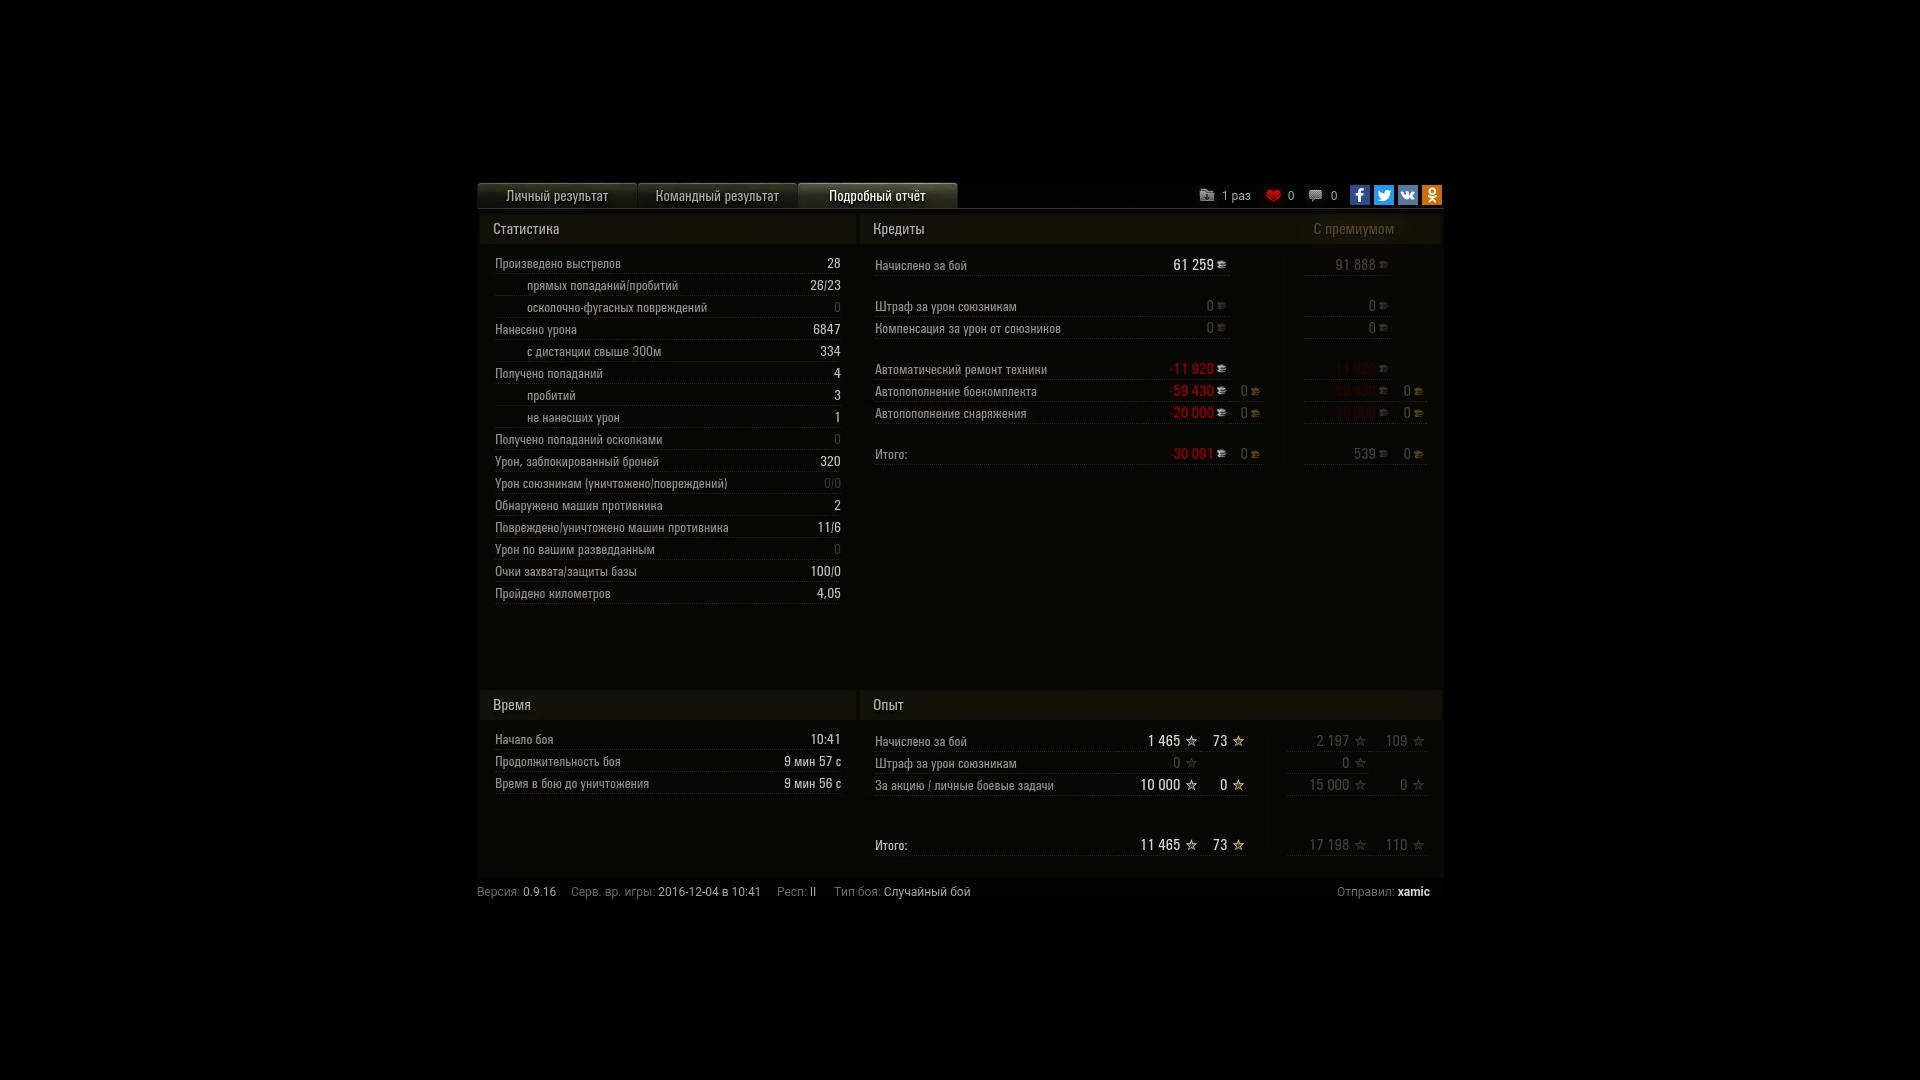 Личный результат Командный результат Подробный отчёт 1 раз 0 0
Статистика
Произведено выстрелов 28
прямых попаданий/пробитий 26/23
осколочно-фугасных повреждений 0
Нанесено урона 6847
с дистанции свыше 300м 334
Получено попаданий 4
пробитий 3
не нанесших урон 1
Получено попаданий осколками 0
Урон, заблокированный броней 320
Урон союзникам (уничтожено/повреждений) 0/0
Обнаружено машин противника 2
Повреждено/уничтожено машин противника 11/6
Урон по вашим разведданным 0
Очки захвата/защиты базы 100/0
Пройдено километров 4,05
Кредиты С премиумом
Начислено за бой 61 259 91 888
Штраф за урон союзникам 0 0
Компенсация за урон от союзников 0 0
Автоматический ремонт техники -11 920 -11 920
Автопополнение боекомплекта -59 430 0 -59 430 0
Автопополнение снаряжения -20 000 0 -20 000 0
Итого: -30 091 0 539 0
Время
Начало боя 10:41
Продолжительность боя 9 мин 57 с
Время в бою до уничтожения 9 мин 56 с
Опыт
Начислено за бой 1 465 73 2 197 109
Штраф за урон союзникам 0 0
За акцию / личные боевые задачи 10 000 0 15 000 0
Итого: 11 465 73 17 198 110
Версия: 0.9.16 Серв. вр. игры: 2016-12-04 в 10:41 Респ: II Тип боя: Случайный бой Отправил: xamic